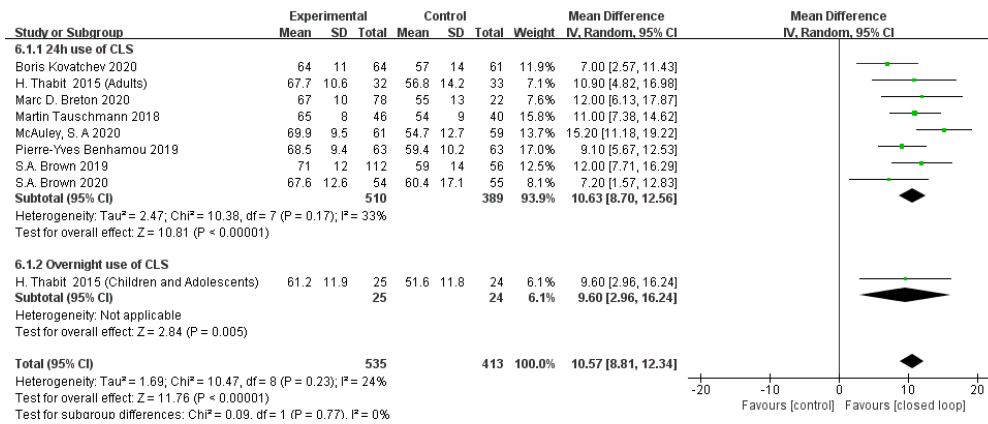 Experimental Control Mean Difference Mean Difference
Study or Subgroup Mean SD Total Mean SD Total Weight IV, Random, 95% CI IV, Random, 95% CI
6.1.1 24h use of CLS
Boris Kovatchev 2020 64 11 64 57 14 61 11.9% 7.00 [2.57, 11.43]
H. Thabit 2015 (Adults) 67.7 10.6 32 56.8 14.2 33 7.1% 10.90 [4.82, 16.98]
Marc D. Breton 2020 67 10 78 55 13 22 7.6% 12.00 [6.13, 17.87]
Martin Tauschmann 2018 65 8 46 54 9 40 15.8% 11.00 [7.38, 14.62]
McAuley, S. A 2020 69.9 9.5 61 54.7 12.7 59 13.7% 15.20 [11.18, 19.22]
Pierre-Yves Benhamou 2019 68.5 9.4 63 59.4 10.2 63 17.0% 9.10 [5.67, 12.53]
S.A. Brown 2019 71 12 112 59 14 56 12.5% 12.00 [7.71, 16.29]
S.A. Brown 2020 67.6 12.6 54 60.4 17.1 55 8.1% 7.20 [1.57, 12.83]
Subtotal (95% CI) 510 389 93.9% 10.63 [8.70, 12.56]
Heterogeneity: Tau² = 2.47; Chi² = 10.38, df = 7 (P = 0.17); I² = 33%
Test for overall effect: Z = 10.81 (P < 0.00001)
6.1.2 Overnight use of CLS
H. Thabit 2015 (Children and Adolescents) 61.2 11.9 25 51.6 11.8 24 6.1% 9.60 [2.96, 16.24]
Subtotal (95% CI) 25 24 6.1% 9.60 [2.96, 16.24]
Heterogeneity: Not applicable
Test for overall effect: Z = 2.84 (P = 0.005)
Total (95% CI) 535 413 100.0% 10.57 [8.81, 12.34]
Heterogeneity: Tau² = 1.69; Chi² = 10.47, df = 8 (P = 0.23); I² = 24%
Test for overall effect: Z = 11.76 (P < 0.00001)
Test for subgroup differences: Chi² = 0.09, df = 1 (P = 0.77), I² = 0%
-20 -10 0 10 20
Favours [control] Favours [closed loop]